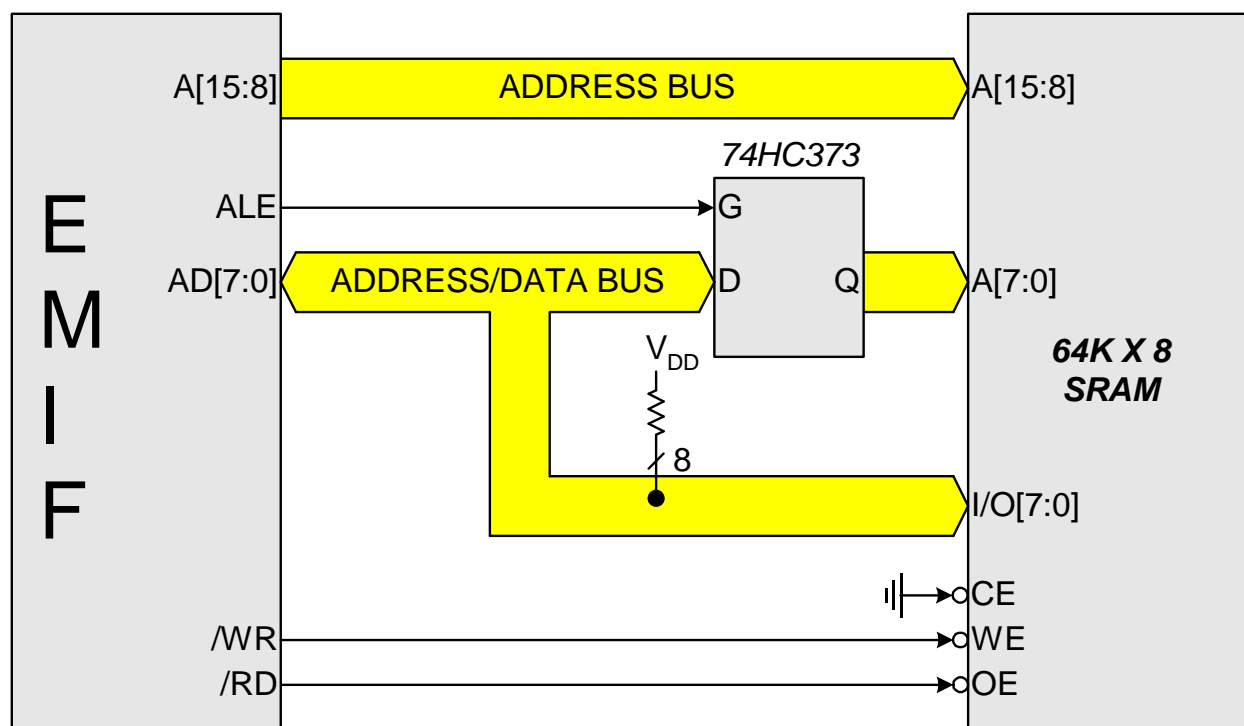 A[15:8] ADDRESS BUS A[15:8]
74HC373
ALE G
AD[7:0] ADDRESS/DATA BUS D Q A[7:0]
EMIF
VDD
64K X 8
SRAM
8
I/O[7:0]
CE
/WR WE
/RD OE